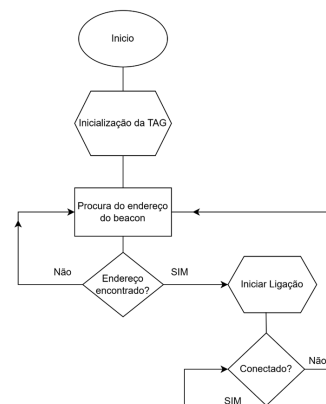 Inicio
Inicialização da TAG
Procura do endereço
do beacon
Não
Endereço
encontrado?
SIM
Iniciar Ligação
Conectado?
Não
SIM